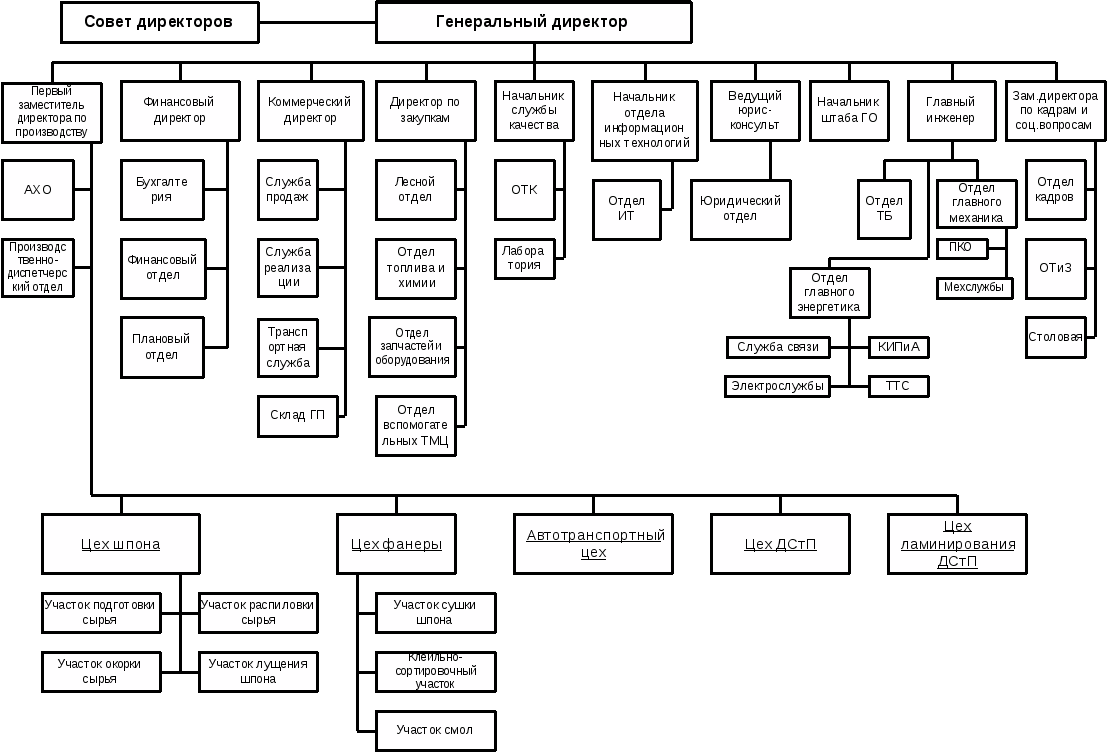 Совет директоров
Генеральный директор
Первый
заместитель
директора по
производству
Финансовый
директор
Коммерческий
директор
Директор по
закупкам
Начальник
службы
качества
Начальник
отдела
информацион
ных технологий
Ведущий
юрис-
консульт
Начальник
штаба ГО
Главный
инженер
Зам.директора
по кадрам и
соц.вопросам
АХО
Производс
твенно-
диспетчерс
кий отдел
Бухгалте
рия
Финансовый
отдел
Плановый
отдел
Служба
продаж
Служба
реализа
ции
Трансп
ортная
служба
Склад ГП
Лесной
отдел
Отдел
топлива и
химии
Отдел
запчастей и
оборудования
Отдел
вспомогате
льных ТМЦ
ОТК
Лабора
тория
Отдел
ИТ
Юридический
отдел
Отдел
ТБ
Отдел
главного
механика
ПКО
Мехслужбы
Отдел
главного
энергетика
Служба связи
КИПиА
Электрослужбы
ТТС
Отдел
кадров
ОТиЗ
Столовая
Цех шпона
Цех фанеры
Автотранспортный
цех
Цех ДСтП
Цех
ламинирования
ДСтП
Участок подготовки
сырья
Участок распиловки
сырья
Участок окорки
сырья
Участок лущения
шпона
Участок сушки
шпона
Клеильно-
сортировочный
участок
Участок смол